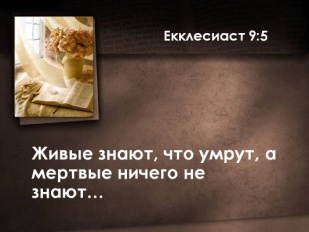 Екклесиаст 9:5
Живые знают, что умрут, а
мертвые ничего не
знают…